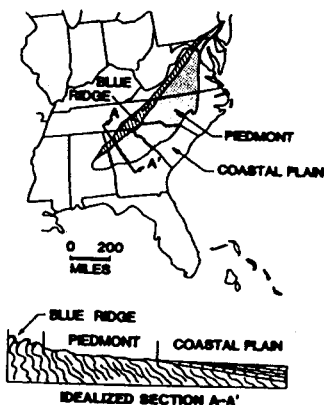 BLUE
RIDGE
A
A'
PIEDMONT
COASTAL PLAIN
0 200
MILES
BLUE RIDGE
PIEDMONT
COASTAL PLAIN
IDEALIZED SECTION A-A'